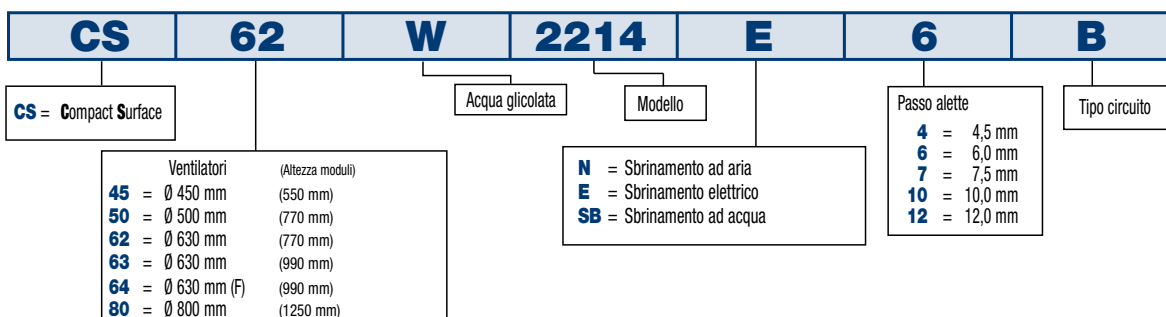 CS 62 W 2214 E 6 B
CS = Compact Surface
Acqua glicolata
Modello
Tipo circuito
Ventilatori (Altezza moduli)
45 = Ø 450 mm (550 mm)
50 = Ø 500 mm (770 mm)
62 = Ø 630 mm (770 mm)
63 = Ø 630 mm (990 mm)
64 = Ø 630 mm (F) (990 mm)
80 = Ø 800 mm (1250 mm)
N = Sbrinamento ad aria
E = Sbrinamento elettrico
SB = Sbrinamento ad acqua
Passo alette
4 = 4,5 mm
6 = 6,0 mm
7 = 7,5 mm
10 = 10,0 mm
12 = 12,0 mm